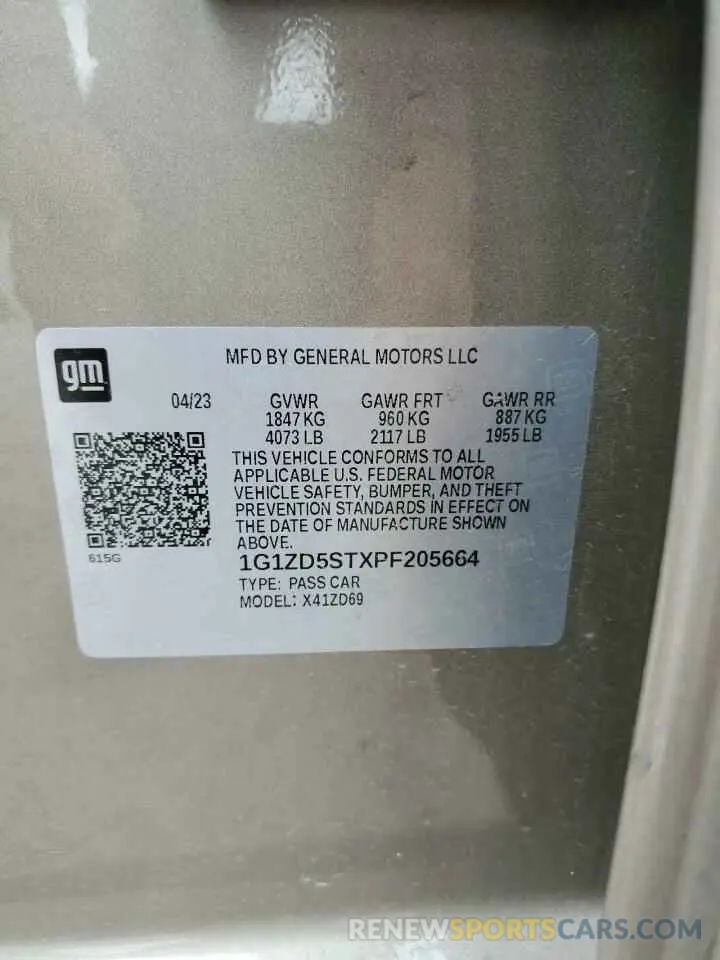 MFD BY GENERAL MOTORS LLC
gm
04/23 GVWR GAWR FRT GAWR RR
1847 KG 960 KG 887 KG
4073 LB 2117 LB 1955 LB
THIS VEHICLE CONFORMS TO ALL
APPLICABLE U.S. FEDERAL MOTOR
VEHICLE SAFETY, BUMPER, AND THEFT
PREVENTION STANDARDS IN EFFECT ON
THE DATE OF MANUFACTURE SHOWN
ABOVE.
615G
1G1ZD5STXPF205664
TYPE: PASS CAR
MODEL: X41ZD69
RENEWSPORTSCARS.COM